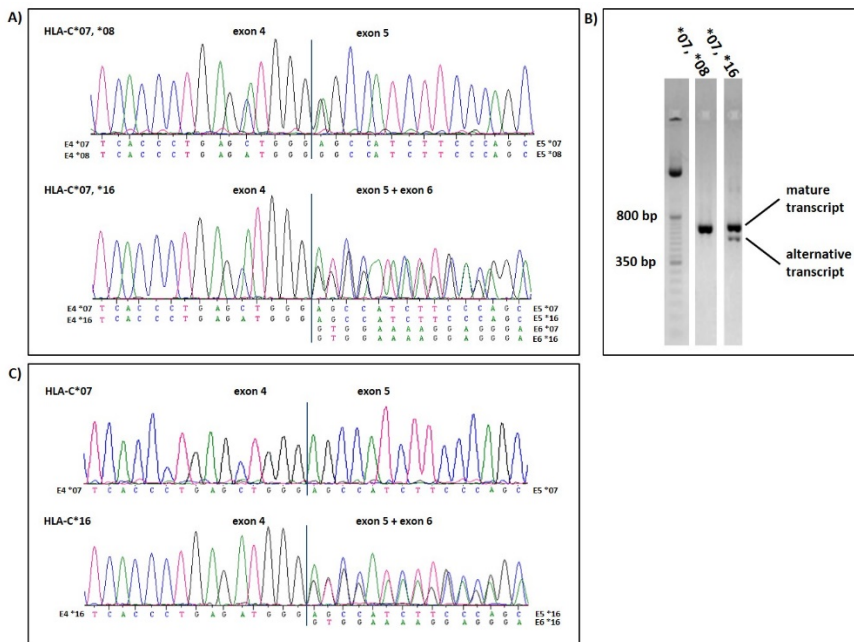 A)
HLA-C*07, *08 exon 4 exon 5
E4 *07 T C A C C C T G A G C T G G G A G C C A T C T T C C C A G C E5 *07
E4 *08 T C A C C C T G A G A T G G G G G C C A T C T T C C C A G C E5 *08
HLA-C*07, *16 exon 4 exon 5 + exon 6
E4 *07 T C A C C C T G A G C T G G G A G C C A T C T T C C C A G C E5 *07
E4 *16 T C A C C C T G A G A T G G G A G C C A T C T T C C C A G C E5 *16
G T G G A A A A G G A G G G A E6 *07
G T G G A A A A G G A G G G A E6 *16
B)
*07, *08
*07, *16
800 bp
350 bp
mature
transcript
alternative
transcript
C)
HLA-C*07 exon 4 exon 5
E4 *07 T C A C C C T G A G C T G G G A G C C A T C T T C C C A G C E5 *07
HLA-C*16 exon 4 exon 5 + exon 6
E4 *16 T C A C C C T G A G A T G G G A G C C A T C T T C C C A G C E5 *16
G T G G A A A A G G A G G G A E6 *16